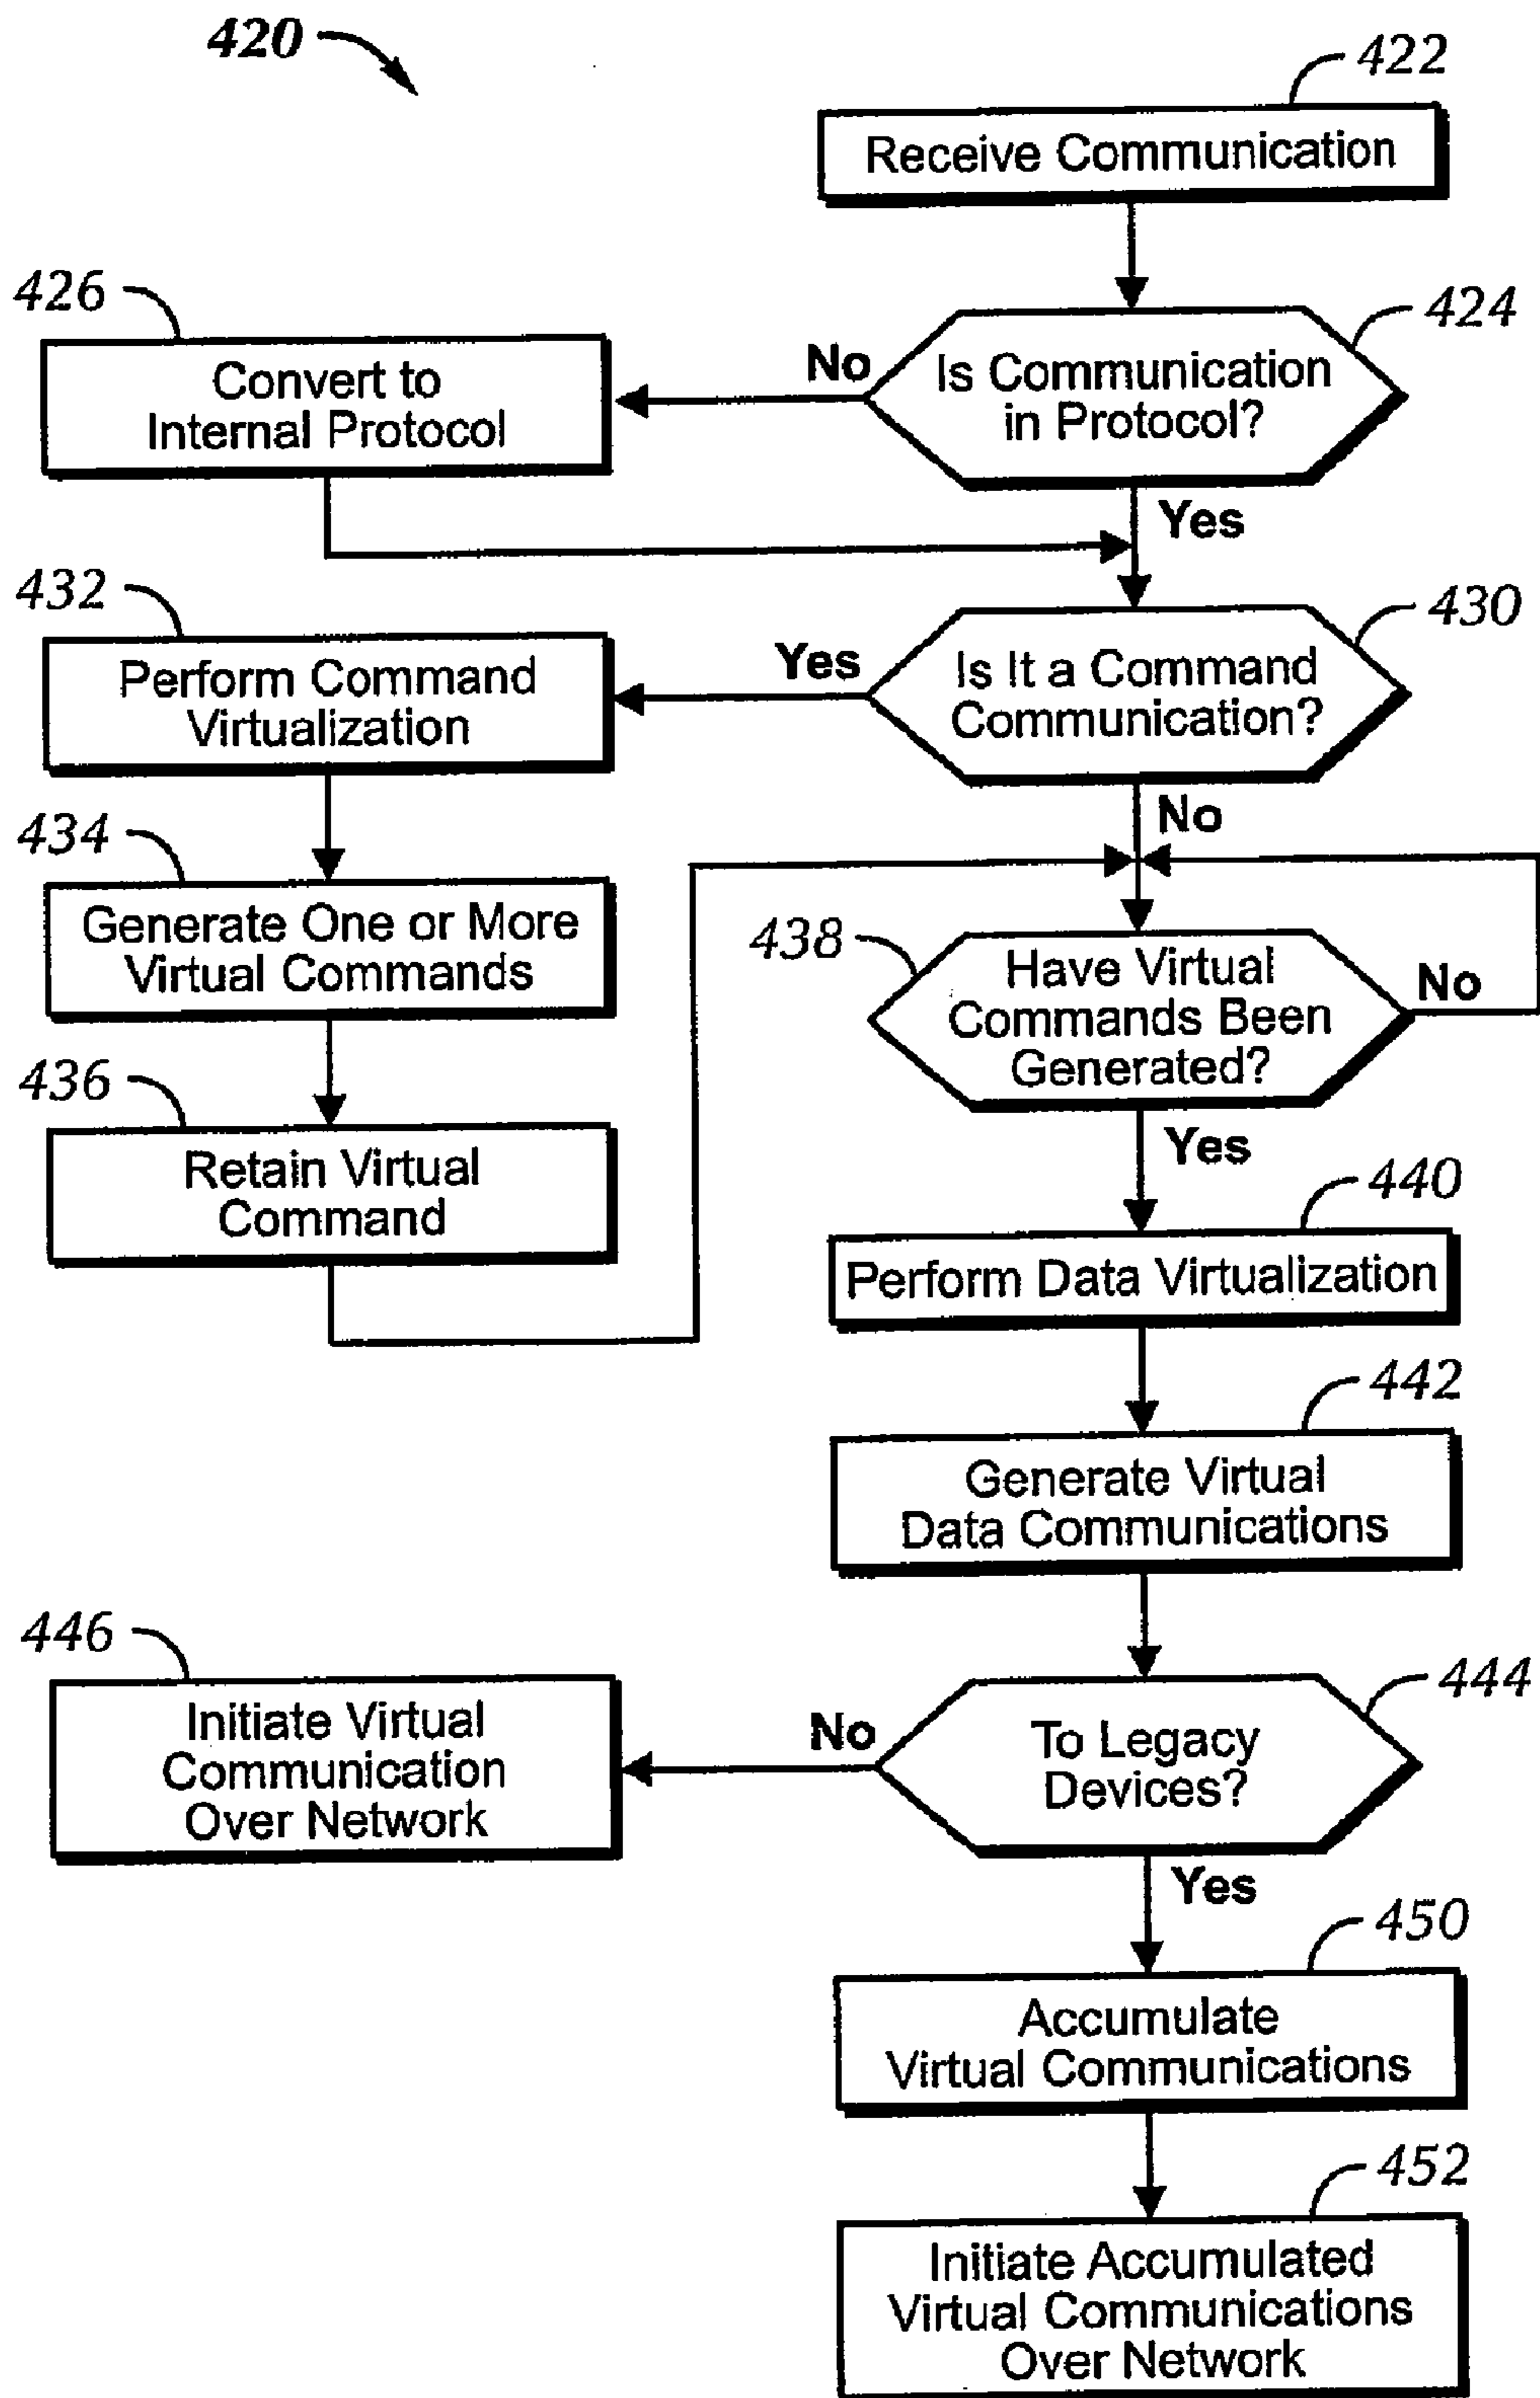 420
422
Receive Communication
424
Is Communication
in Protocol?
No
426
Convert to
Internal Protocol
Yes
430
Is It a Command
Communication?
Yes
432
Perform Command
Virtualization
434
Generate One or More
Virtual Commands
436
Retain Virtual
Command
No
438
Have Virtual
Commands Been
Generated?
No
Yes
440
Perform Data Virtualization
442
Generate Virtual
Data Communications
444
To Legacy
Devices?
No
446
Initiate Virtual
Communication
Over Network
Yes
450
Accumulate
Virtual Communications
452
Initiate Accumulated
Virtual Communications
Over Network